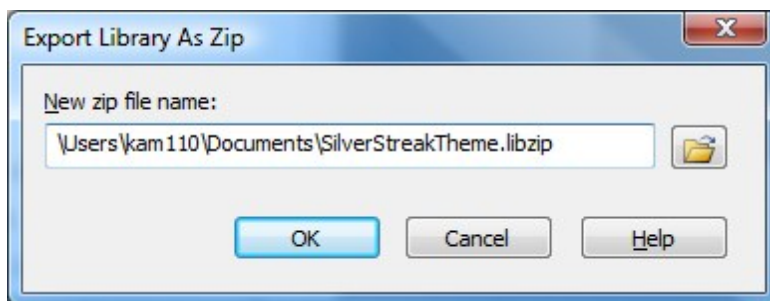 Export Library As Zip
New zip file name:
\Users\kam110\Documents\SilverStreakTheme.libzip
OK Cancel Help